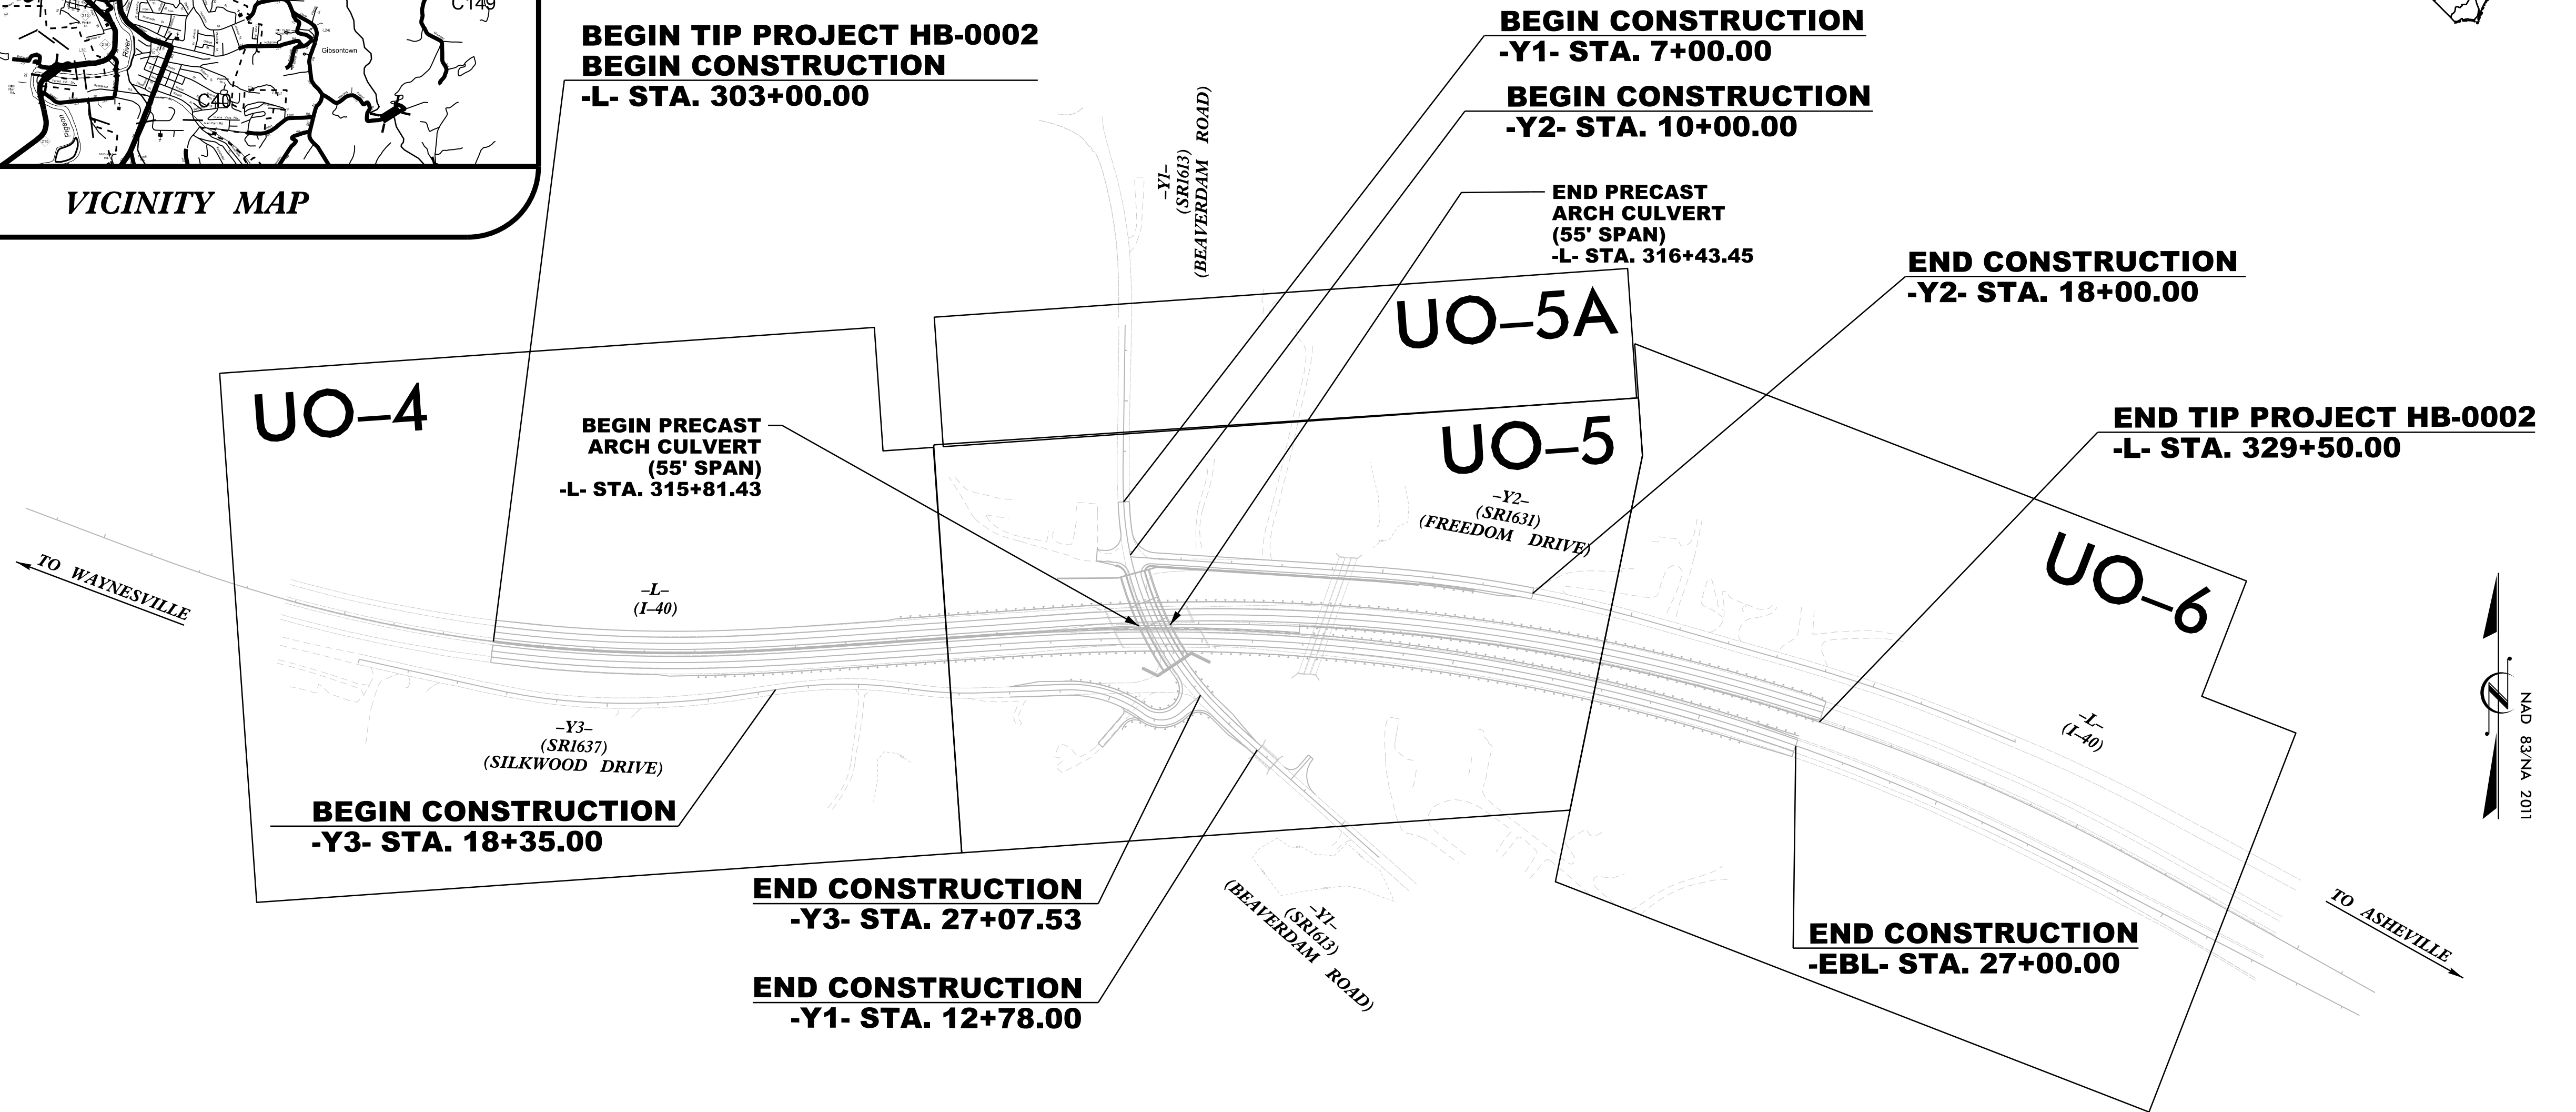 C149
Gibsontown
River
C40
Pigeon
VICINITY MAP
BEGIN TIP PROJECT HB-0002
BEGIN CONSTRUCTION
-L- STA. 303+00.00
BEGIN CONSTRUCTION
-Y1- STA. 7+00.00
BEGIN CONSTRUCTION
-Y2- STA. 10+00.00
END PRECAST
ARCH CULVERT
(55' SPAN)
-L- STA. 316+43.45
–Y1–
(SR1613)
(BEAVERDAM ROAD)
END CONSTRUCTION
-Y2- STA. 18+00.00
UO–5A
UO–4
UO–5
BEGIN PRECAST
ARCH CULVERT
(55' SPAN)
-L- STA. 315+81.43
END TIP PROJECT HB-0002
-L- STA. 329+50.00
–Y2–
(SR1631)
(FREEDOM DRIVE)
UO–6
TO WAYNESVILLE
–L–
(I–40)
–L–
(I–40)
NAD 83/NA 2011
–Y3–
(SR1637)
(SILKWOOD DRIVE)
BEGIN CONSTRUCTION
-Y3- STA. 18+35.00
END CONSTRUCTION
-Y3- STA. 27+07.53
–Y1–
(SR1613)
(BEAVERDAM ROAD)
END CONSTRUCTION
-EBL- STA. 27+00.00
TO ASHEVILLE
END CONSTRUCTION
-Y1- STA. 12+78.00